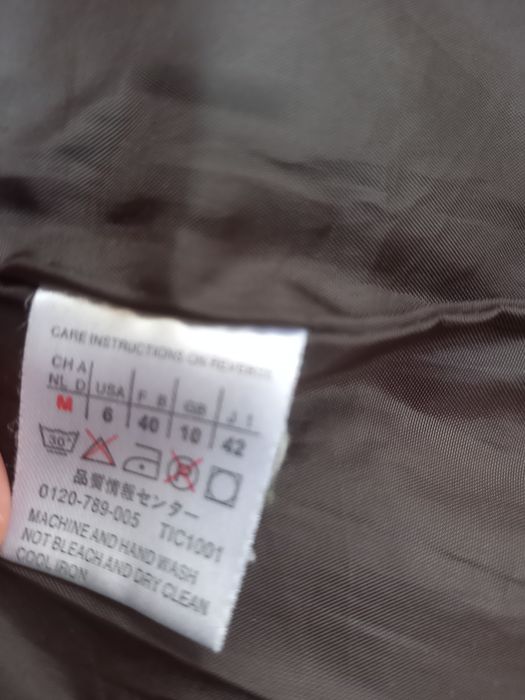 CARE INSTRUCTIONS ON REVERSE
CH A
NL D USA F B GB J I
M 6 40 10 42
30° P
品質情報センター
0120-789-005 TIC1001
MACHINE AND HAND WASH
NOT BLEACH AND DRY CLEAN
COOL IRON